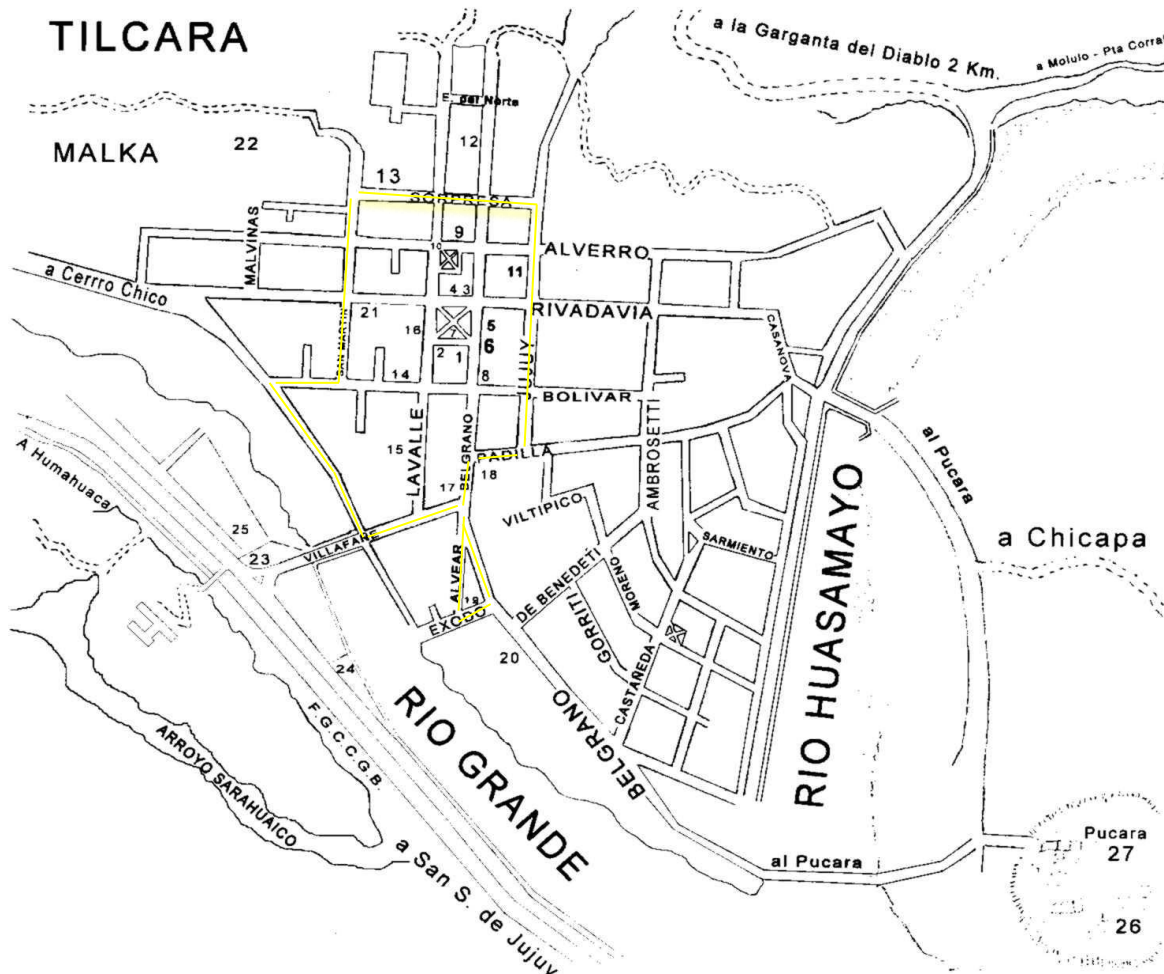 TILCARA
a la Garganta del Diablo 2 Km.
a Molulo - Pta Corral
E. del Norte
MALKA
22
12
13
SORPRESA
MALVINAS
9
10
ALVERRO
a Cerrro Chico
11
4 3
21
RIVADAVIA
SAN MARTIN
16
7
5
6
CASANOVA
2 1
JUJUY
14
8
BOLIVAR
LAVALLE
BELGRANO
AMBROSETTI
15
PADILLA
al Pucara
A Humahuaca
17
18
VILTIPICO
RIO HUASAMAYO
25
a Chicapa
23
VILLAFAÑE
SARMIENTO
ALVEAR
DE BENEDETI
MORENO
19
EXODO
GORRITI
20
24
CASTAÑEDA
RIO GRANDE
BELGRANO
F.G.C.C.G.B.
ARROYO SARAHUAICO
a San S. de Jujuy
al Pucara
Pucara
27
26